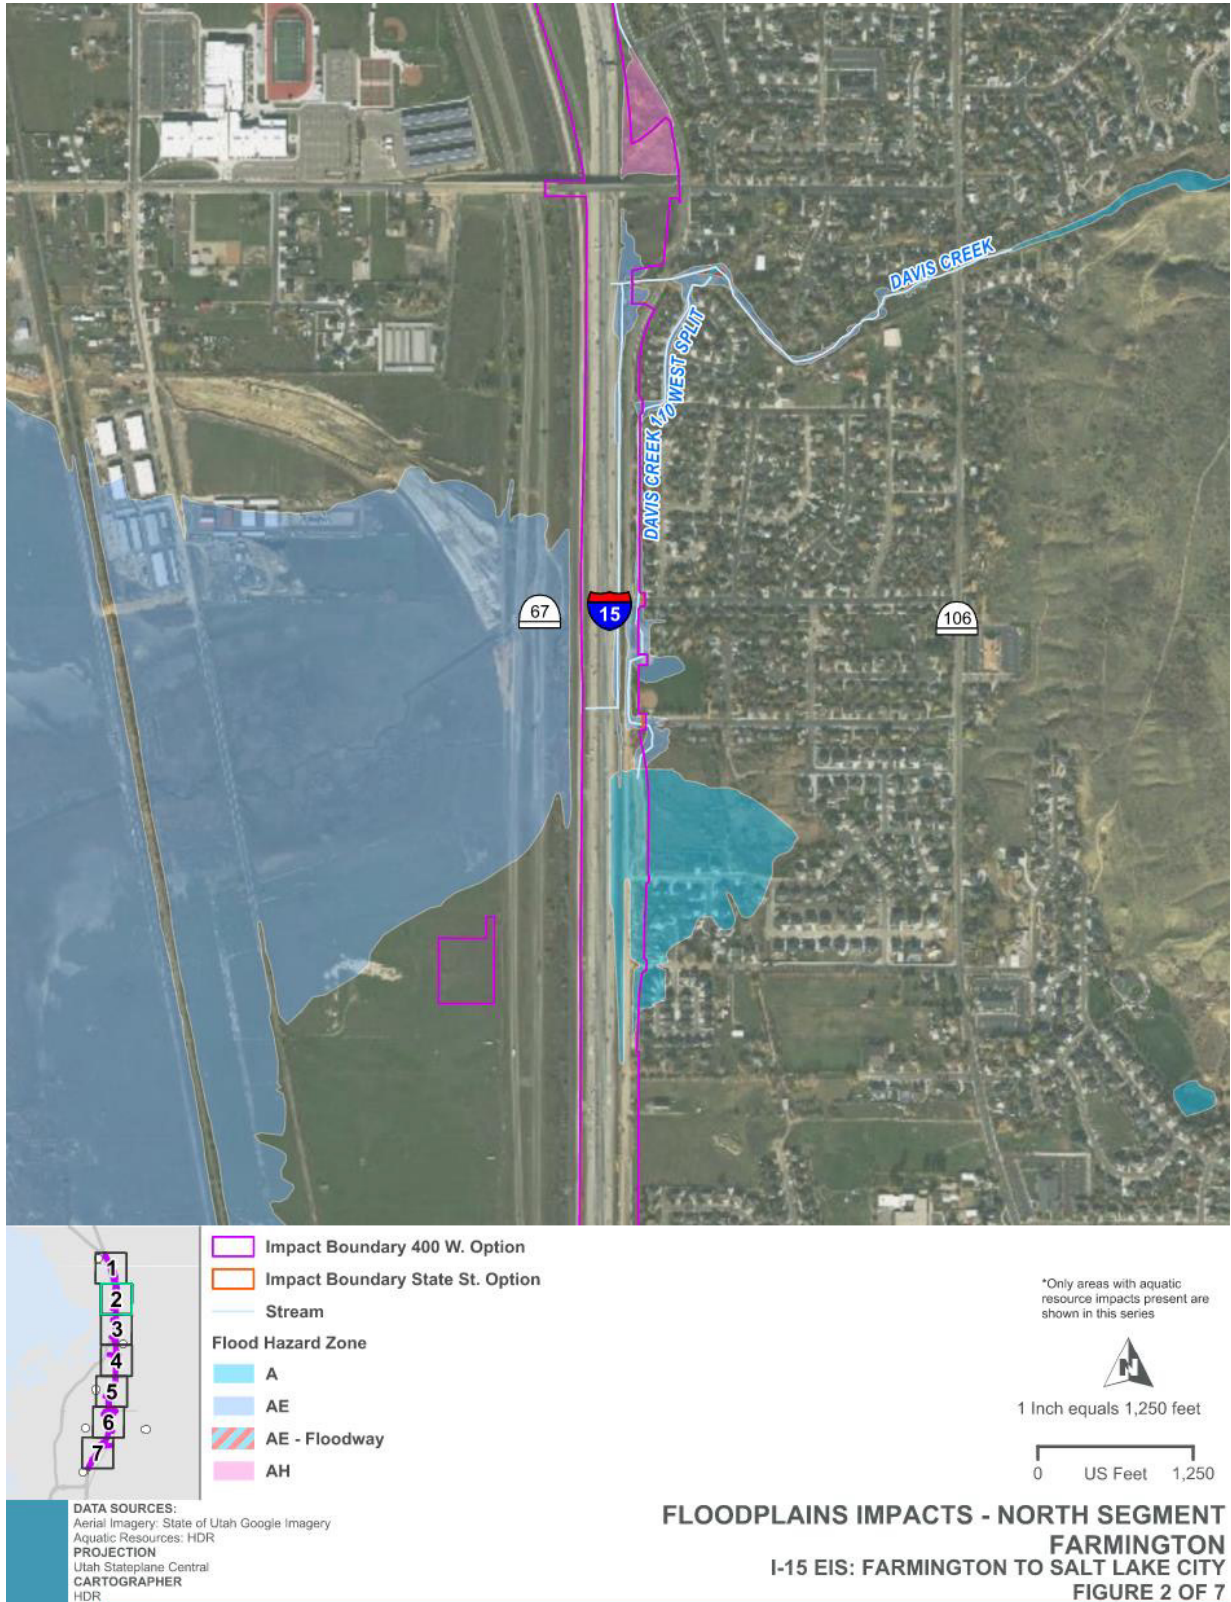 DAVIS CREEK
DAVIS CREEK 110 WEST SPLIT
67
15
106
1
2
3
4
5
6
7
Impact Boundary 400 W. Option
Impact Boundary State St. Option
Stream
Flood Hazard Zone
A
AE
AE - Floodway
AH
*Only areas with aquatic
resource impacts present are
shown in this series
N
1 Inch equals 1,250 feet
0 US Feet 1,250
DATA SOURCES:
Aerial Imagery: State of Utah Google Imagery
Aquatic Resources: HDR
PROJECTION
Utah Stateplane Central
CARTOGRAPHER
HDR
FLOODPLAINS IMPACTS - NORTH SEGMENT
FARMINGTON
I-15 EIS: FARMINGTON TO SALT LAKE CITY
FIGURE 2 OF 7